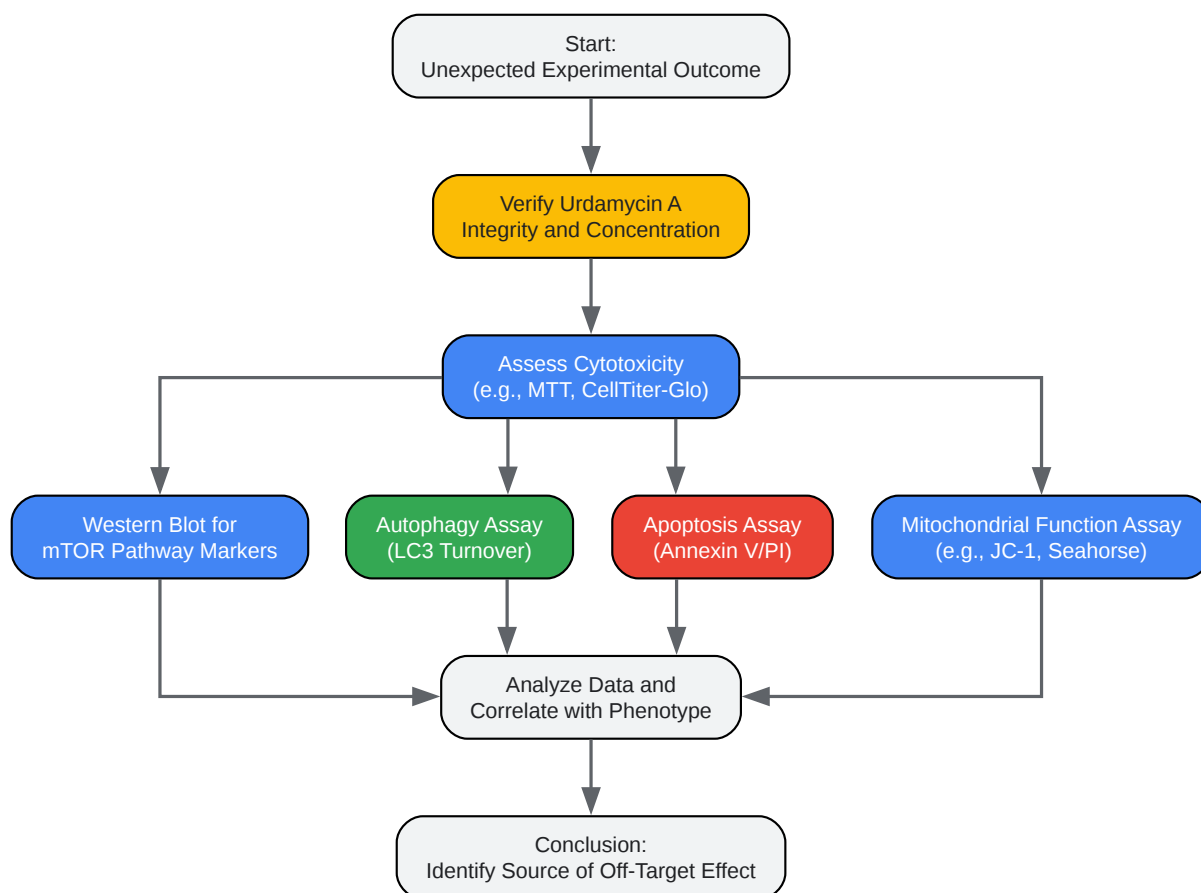 Start:
Unexpected Experimental Outcome
Verify Urdamycin A
Integrity and Concentration
Assess Cytotoxicity
(e.g., MTT, CellTiter-Glo)
Western Blot for
mTOR Pathway Markers
Autophagy Assay
(LC3 Turnover)
Apoptosis Assay
(Annexin V/PI)
Mitochondrial Function Assay
(e.g., JC-1, Seahorse)
Analyze Data and
Correlate with Phenotype
Conclusion:
Identify Source of Off-Target Effect